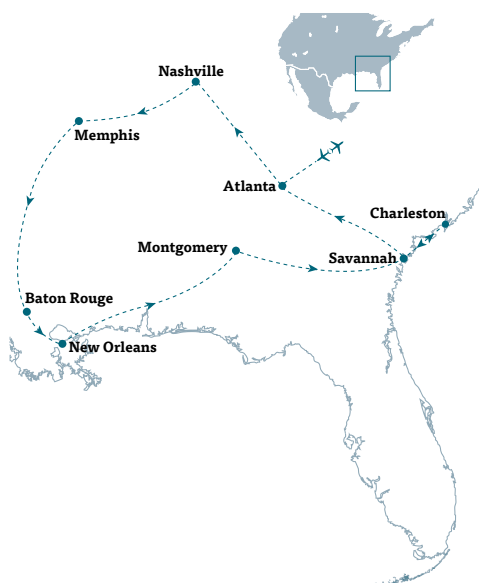 Nashville
Memphis
Atlanta
Charleston
Montgomery
Savannah
Baton Rouge
New Orleans